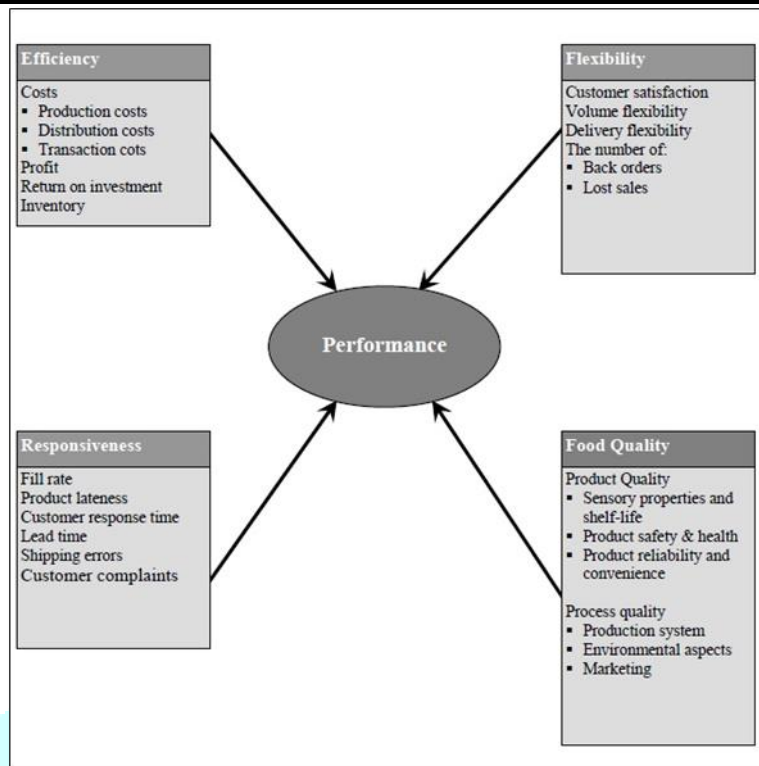 Efficiency
Costs
▪ Production costs
▪ Distribution costs
▪ Transaction cots
Profit
Return on investment
Inventory
Flexibility
Customer satisfaction
Volume flexibility
Delivery flexibility
The number of:
▪ Back orders
▪ Lost sales
Performance
Responsiveness
Fill rate
Product lateness
Customer response time
Lead time
Shipping errors
Customer complaints
Food Quality
Product Quality
▪ Sensory properties and
shelf-life
▪ Product safety & health
▪ Product reliability and
convenience
Process quality
▪ Production system
▪ Environmental aspects
▪ Marketing